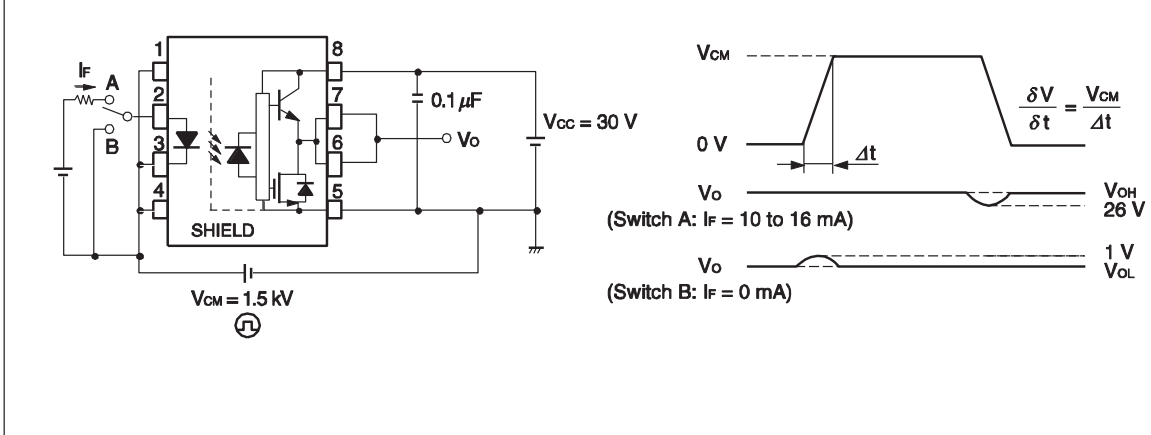 IF
A
B
1
2
3
4
8
7
6
5
SHIELD
0.1 μF
VCC = 30 V
VO
VCM = 1.5 kV
VCM
0 V
Δt
δV/δt = VCM/Δt
VO
(Switch A: IF = 10 to 16 mA)
VOH
26 V
VO
(Switch B: IF = 0 mA)
1 V
VOL